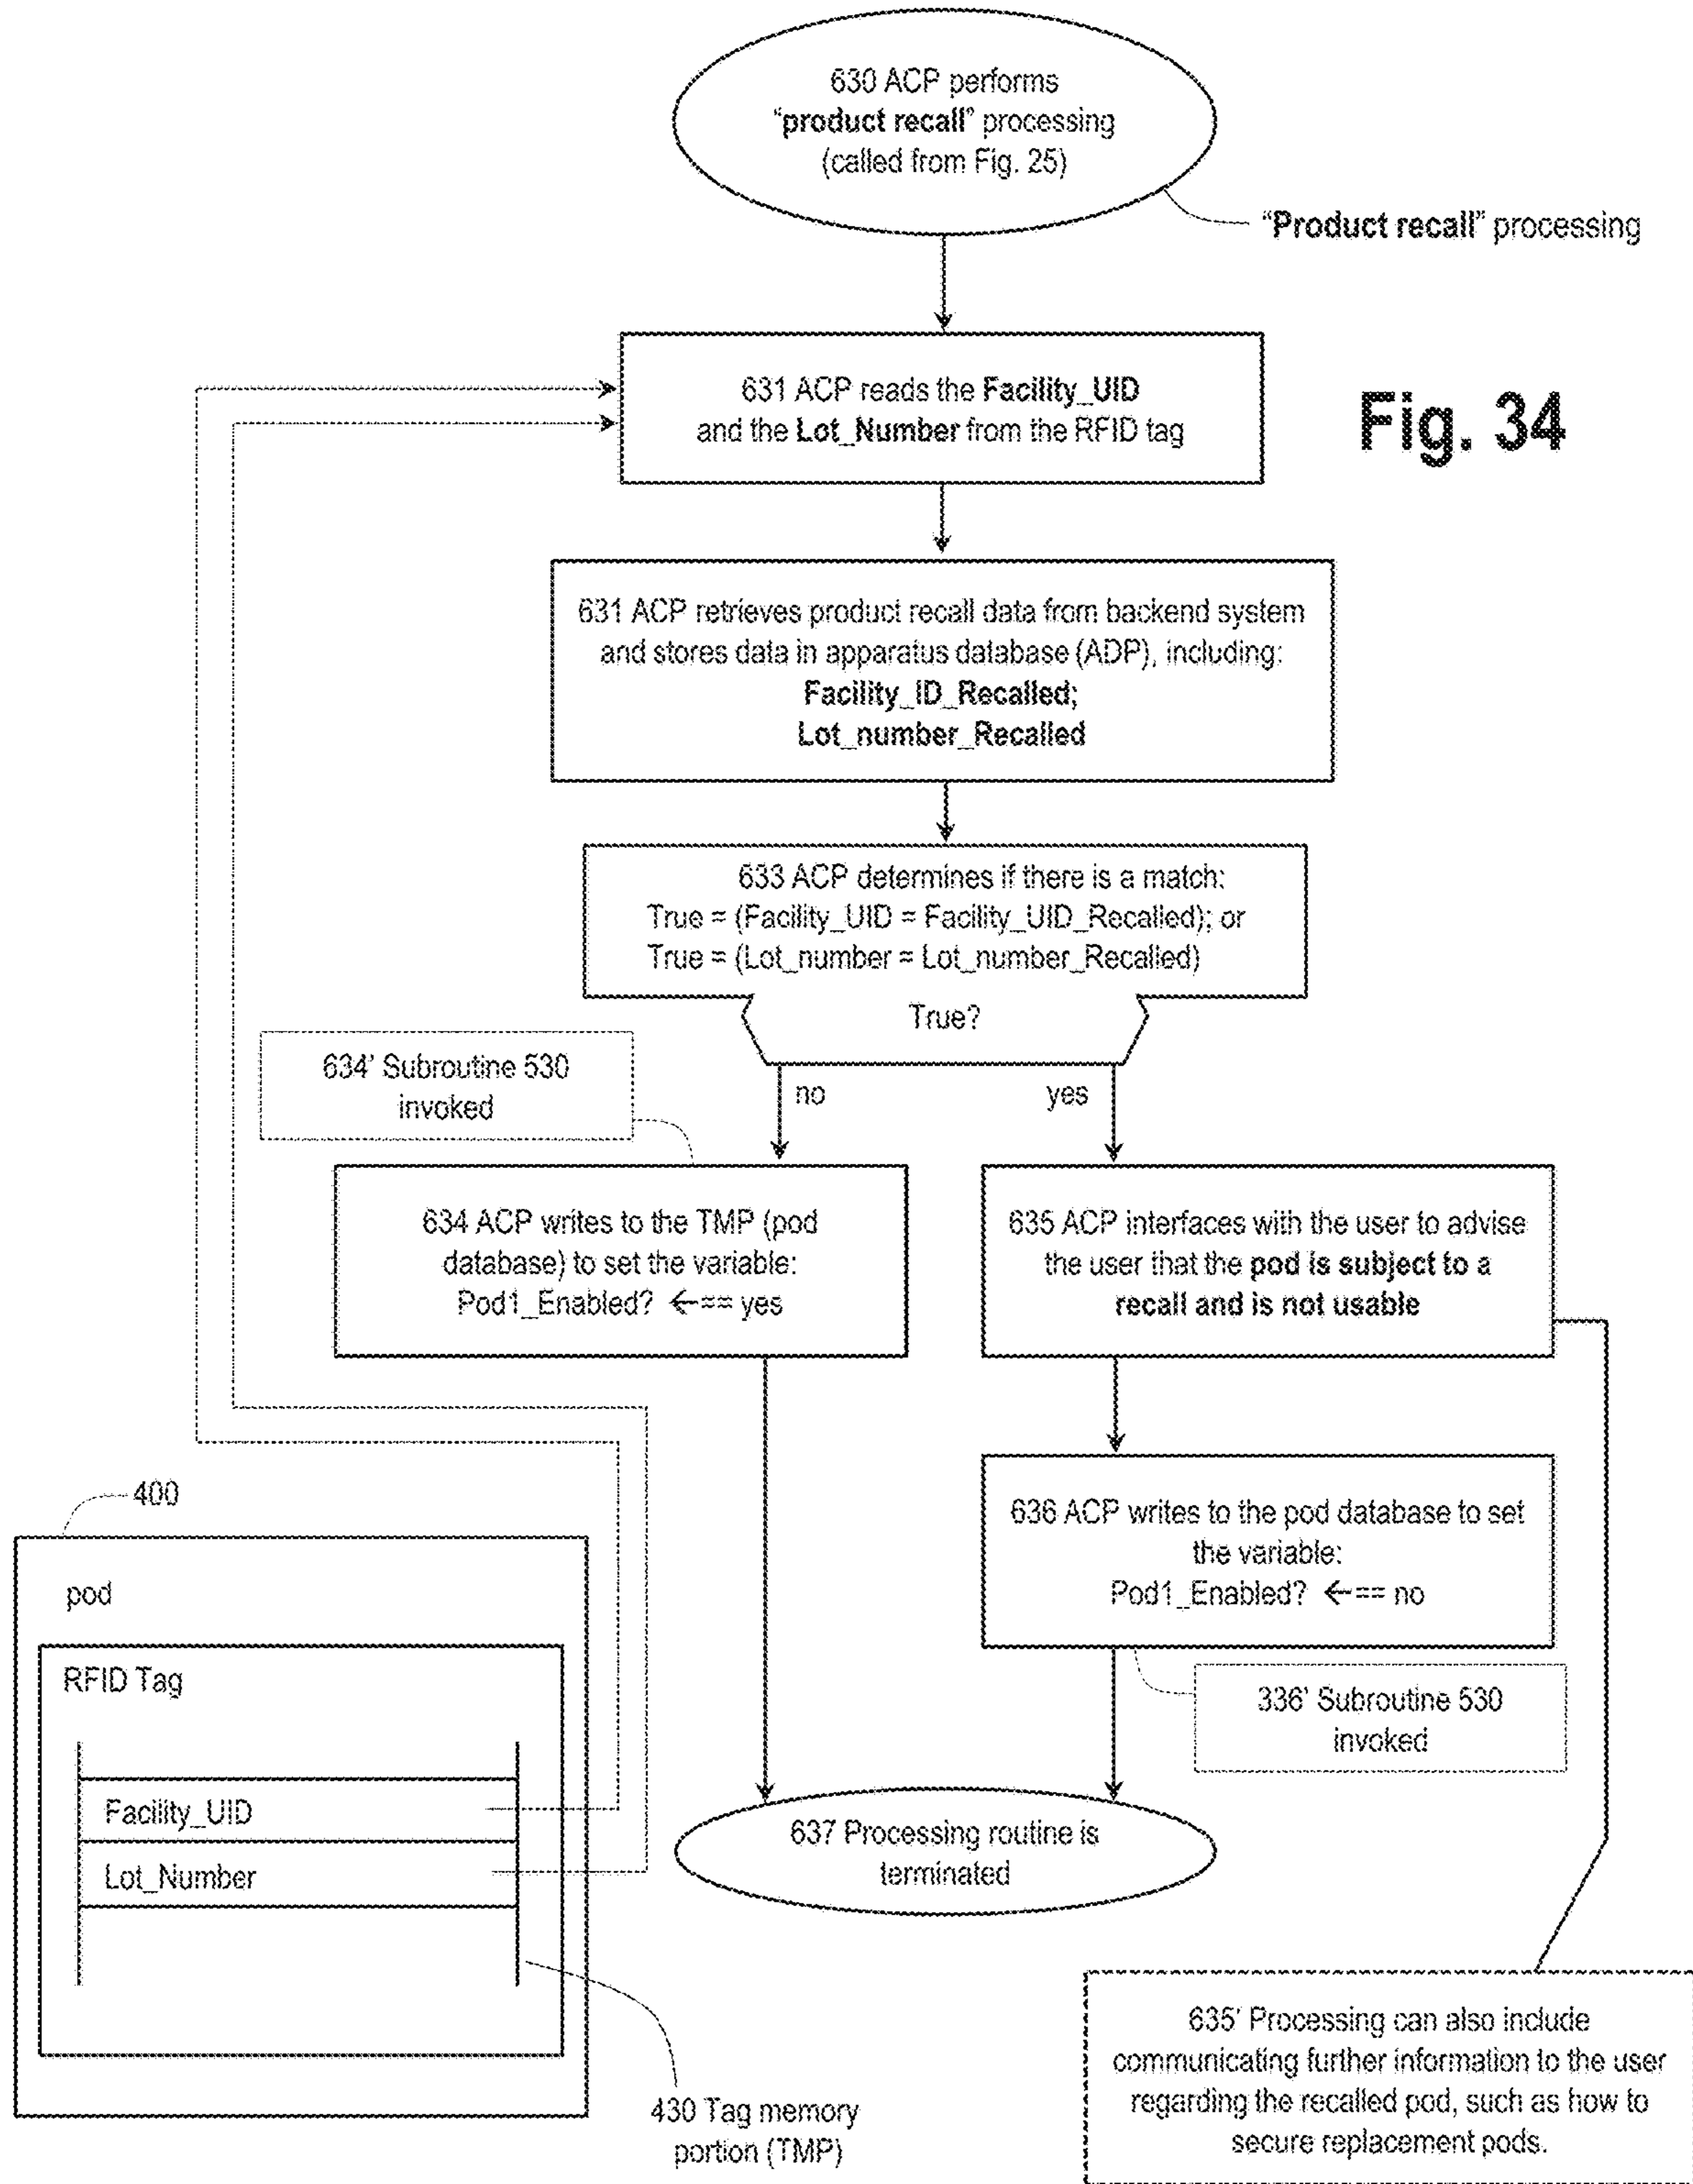 630 ACP performs
“product recall” processing
(called from Fig. 25)
“Product recall” processing
631 ACP reads the Facility_UID
and the Lot_Number from the RFID tag
Fig. 34
631 ACP retrieves product recall data from backend system
and stores data in apparatus database (ADP), including:
Facility_ID_Recalled;
Lot_number_Recalled
633 ACP determines if there is a match:
True = (Facility_UID = Facility_UID_Recalled); or
True = (Lot_number = Lot_number_Recalled)
True?
634’ Subroutine 530
invoked
no
yes
634 ACP writes to the TMP (pod
database) to set the variable:
Pod1_Enabled? ←== yes
635 ACP interfaces with the user to advise
the user that the pod is subject to a
recall and is not usable
636 ACP writes to the pod database to set
the variable:
Pod1_Enabled? ←== no
336’ Subroutine 530
invoked
637 Processing routine is
terminated
400
pod
RFID Tag
Facility_UID
Lot_Number
430 Tag memory
portion (TMP)
635’ Processing can also include
communicating further information to the user
regarding the recalled pod, such as how to
secure replacement pods.